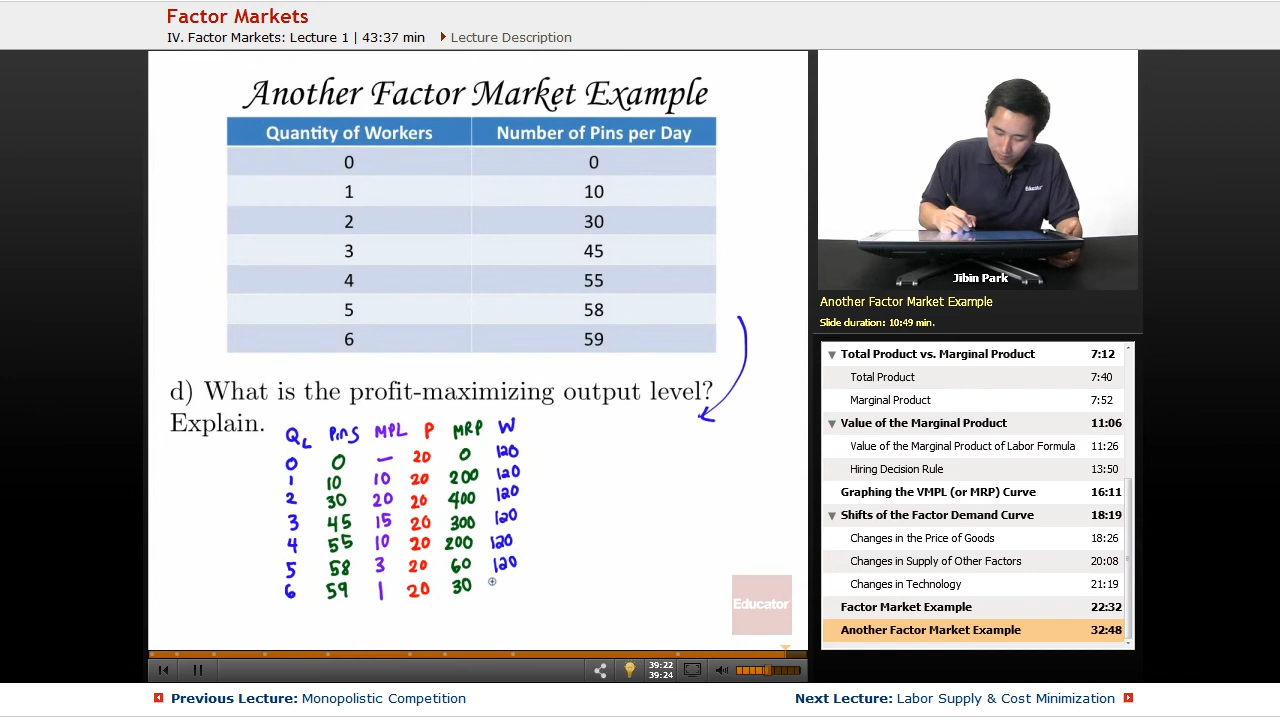 Factor Markets
IV. Factor Markets: Lecture 1 | 43:37 min Lecture Description
Another Factor Market Example
Quantity of Workers Number of Pins per Day
0 0
1 10
2 30
3 45
4 55
5 58
6 59
d) What is the profit-maximizing output level?
Explain.
QL Pins MPL P MRP W
0 0 — 20 0 120
1 10 10 20 200 120
2 30 20 20 400 120
3 45 15 20 300 120
4 55 10 20 200 120
5 58 3 20 60 120
6 59 1 20 30
Educator
39:22
39:24
Educator
Jibin Park
Another Factor Market Example
Slide duration: 10:49 min.
Total Product vs. Marginal Product 7:12
Total Product 7:40
Marginal Product 7:52
Value of the Marginal Product 11:06
Value of the Marginal Product of Labor Formula 11:26
Hiring Decision Rule 13:50
Graphing the VMPL (or MRP) Curve 16:11
Shifts of the Factor Demand Curve 18:19
Changes in the Price of Goods 18:26
Changes in Supply of Other Factors 20:08
Changes in Technology 21:19
Factor Market Example 22:32
Another Factor Market Example 32:48
Previous Lecture: Monopolistic Competition
Next Lecture: Labor Supply & Cost Minimization